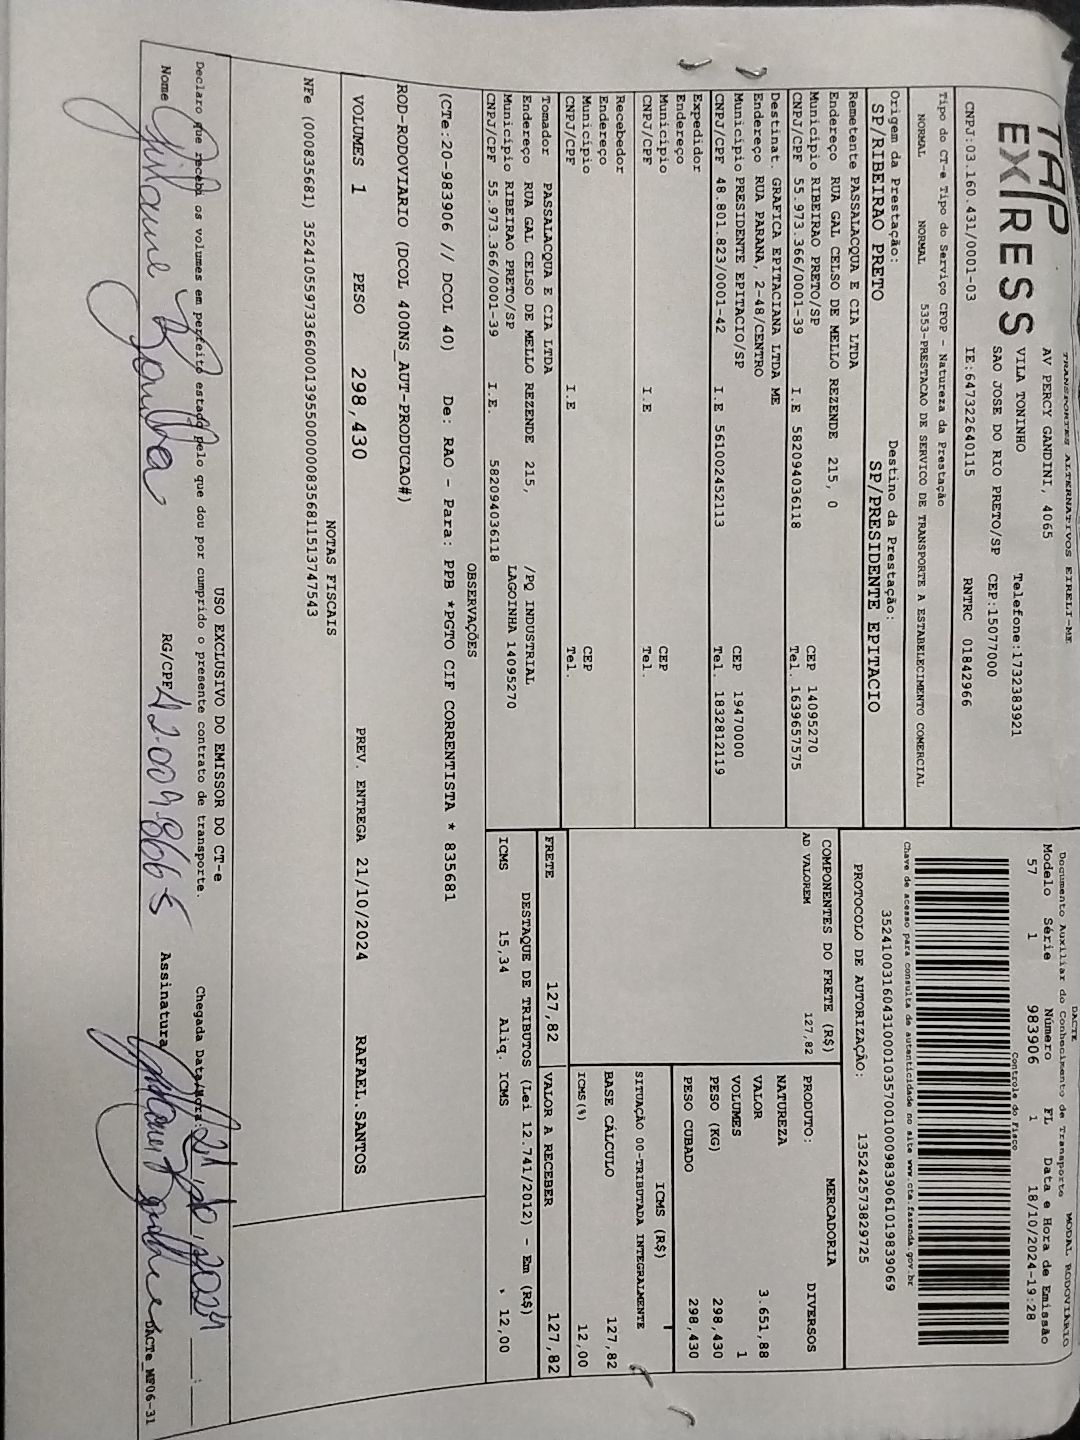 TAP
EXPRESS
TRANSPORTES ALTERNATIVOS EIRELI-ME
AV PERCY GANDINI, 4065
VILA TONINHO Telefone:1732383921
SAO JOSE DO RIO PRETO/SP CEP:15077000
CNPJ:03.160.431/0001-03 IE:647322640115 RNTRC 01842966
DACTE
Documento Auxiliar do Conhecimento de Transporte MODAL RODOVIÁRIO
Modelo Série Número FL Data e Hora de Emissão
57 1 983906 1 18/10/2024-19:28
Controle do Fisco
Chave de acesso para consulta de autenticidade no site www.cte.fazenda.gov.br
PROTOCOLO DE AUTORIZAÇÃO: 135242573829725
Tipo do CT-e Tipo do Serviço CFOP - Natureza da Prestação
NORMAL NORMAL 5353-PRESTACAO DE SERVICO DE TRANSPORTE A ESTABELECIMENTO COMERCIAL
Origem da Prestação: Destino da Prestação:
SP/RIBEIRAO PRETO SP/PRESIDENTE EPITACIO
Remetente PASSALACQUA E CIA LTDA
Endereço RUA GAL CELSO DE MELLO REZENDE 215, 0
Município RIBEIRAO PRETO/SP CEP 14095270
CNPJ/CPF 55.973.366/0001-39 I.E 582094036118 Tel. 1639657575
Destinat. GRAFICA EPITACIANA LTDA ME
Endereço RUA PARANA, 2-48/CENTRO
Município PRESIDENTE EPITACIO/SP CEP 19470000
CNPJ/CPF 48.801.823/0001-42 I.E 561002452113 Tel. 1832812119
Expedidor
Endereço
Município CEP
CNPJ/CPF I.E Tel.
Recebedor
Endereço
Município CEP
CNPJ/CPF I.E Tel.
Tomador PASSALACQUA E CIA LTDA
Endereço RUA GAL CELSO DE MELLO REZENDE 215, /PQ INDUSTRIAL
Município RIBEIRAO PRETO/SP LAGOINHA 14095270
CNPJ/CPF 55.973.366/0001-39 I.E. 582094036118
COMPONENTES DO FRETE (R$)
AD VALOREM 127,82
MERCADORIA
PRODUTO: DIVERSOS
NATUREZA
VALOR 3.651,88
VOLUMES 1
PESO (KG) 298,430
PESO CUBADO 298,430
ICMS (R$)
SITUAÇÃO 00-TRIBUTADA INTEGRALMENTE
BASE CÁLCULO 127,82
ICMS(%) 12,00
FRETE 127,82 VALOR A RECEBER 127,82
DESTAQUE DE TRIBUTOS (Lei 12.741/2012) - Em (R$)
ICMS 15,34 Aliq. ICMS 12,00
OBSERVAÇÕES
(CTe:20-983906 // DCOL 40) De: RAO - Para: PPB *PGTO CIF CORRENTISTA * 835681
ROD-RODOVIARIO (DCOL 400NS_AUT-PRODUCAO#)
VOLUMES 1 PESO 298,430 PREV. ENTREGA 21/10/2024 RAFAEL.SANTOS
NOTAS FISCAIS
USO EXCLUSIVO DO EMISSOR DO CT-e
Declaro que recebi os volumes em perfeito estado pelo que dou por cumprido o presente contrato de transporte. Chegada Data/Hora: 21,10,2024 __:__
Nome RG/CPF 42.009.866-5 Assinatura
DACTe_MP06-31